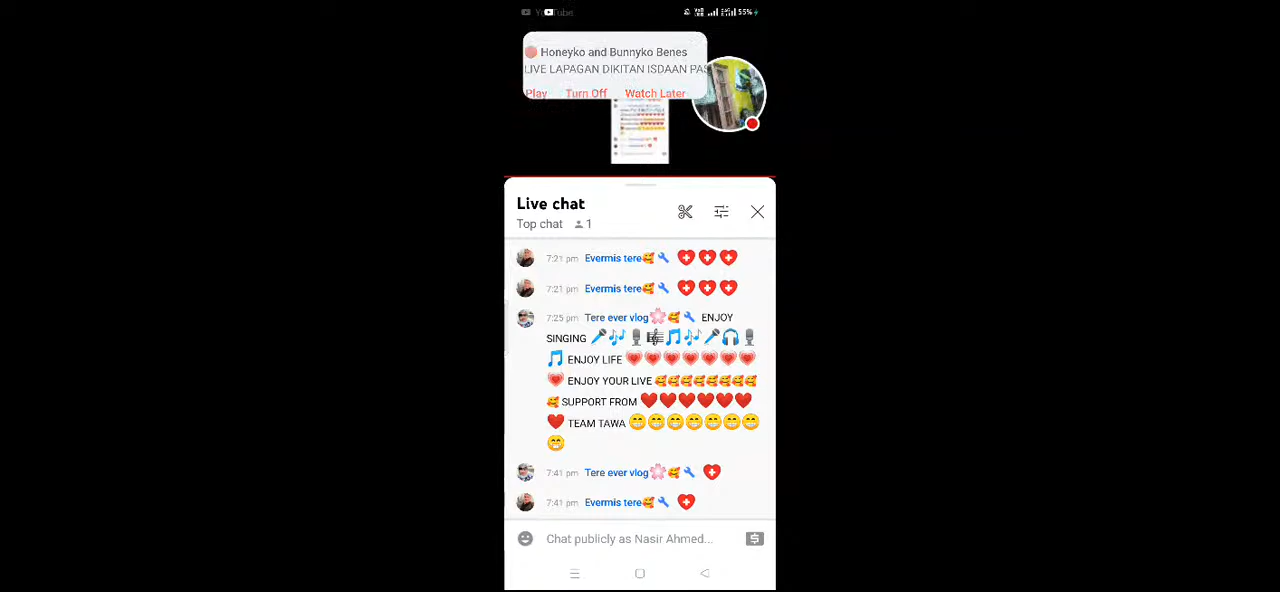 YouTube
55%
Honeyko and Bunnyko Benes
LIVE LAPAGAN DIKITAN ISDAAN PAS
Play Turn Off Watch Later
Live chat
Top chat 1
7:21 pm Evermis tere🥰🔧
7:21 pm Evermis tere🥰🔧
7:25 pm Tere ever vlog🌸🥰🔧 ENJOY
SINGING 🎤🎶🎙️🎼🎵🎶🎤🎧🎙️
🎵 ENJOY LIFE 💗💗💗💗💗💗💗
💗 ENJOY YOUR LIVE 🥰🥰🥰🥰🥰🥰🥰
🥰 SUPPORT FROM ❤️❤️❤️❤️❤️❤️
❤️ TEAM TAWA 😁😁😁😁😁😁😁
😁
7:41 pm Tere ever vlog🌸🥰🔧
7:41 pm Evermis tere🥰🔧
Chat publicly as Nasir Ahmed...